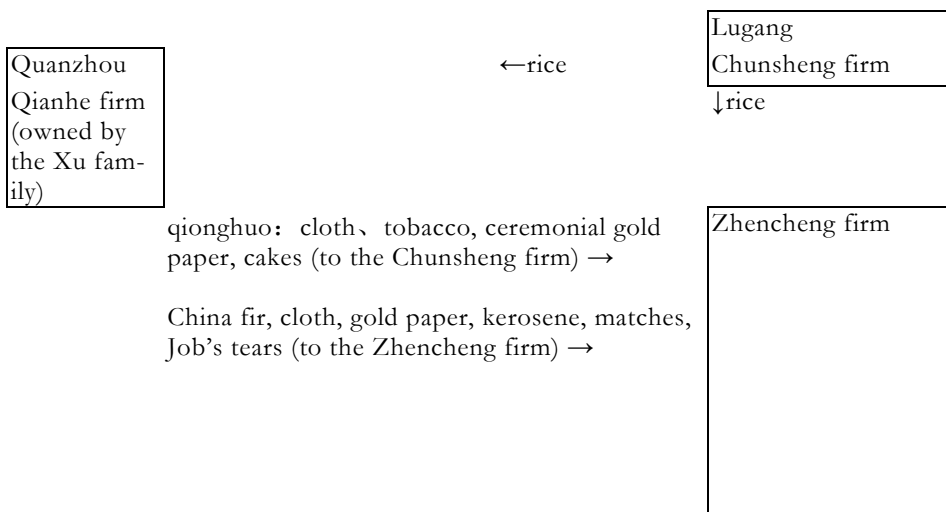 Lugang
Quanzhou ←rice Chunsheng firm
Qianhe firm ↓rice
(owned by
the Xu fam-
ily)
qionghuo：cloth、tobacco, ceremonial gold Zhencheng firm
paper, cakes (to the Chunsheng firm) →
China fir, cloth, gold paper, kerosene, matches,
Job's tears (to the Zhencheng firm) →